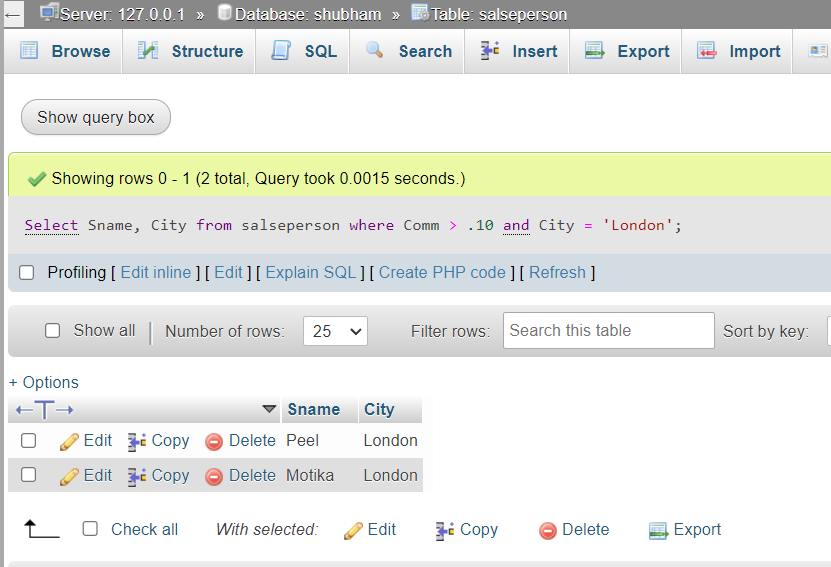 Server: 127.0.0.1 » Database: shubham » Table: salseperson
Browse Structure SQL Search Insert Export Import
Show query box
Showing rows 0 - 1 (2 total, Query took 0.0015 seconds.)
Select Sname, City from salseperson where Comm > .10 and City = 'London';
Profiling [ Edit inline ] [ Edit ] [ Explain SQL ] [ Create PHP code ] [ Refresh ]
Show all Number of rows: 25 Filter rows: Search this table Sort by key:
+ Options
←T→ Sname City
Edit Copy Delete Peel London
Edit Copy Delete Motika London
Check all With selected: Edit Copy Delete Export